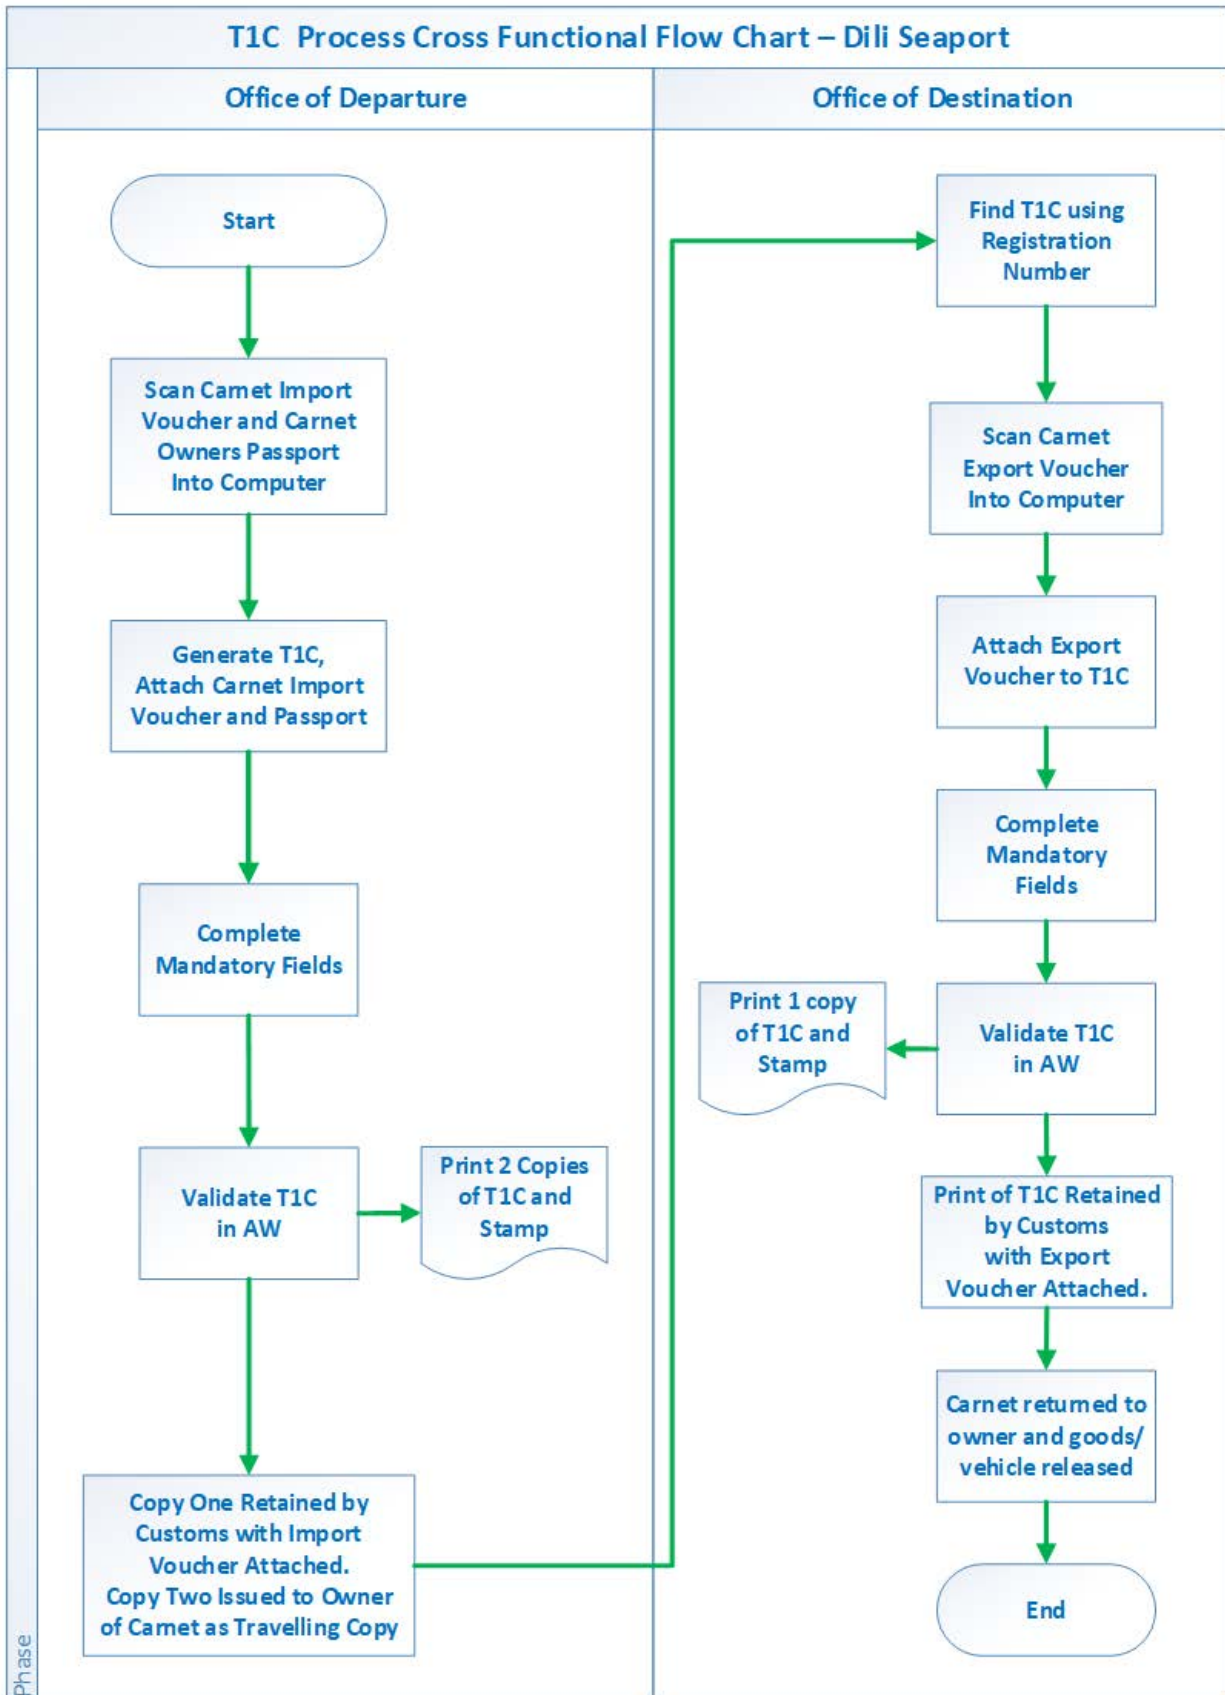 T1C Process Cross Functional Flow Chart – Dili Seaport
Office of Departure
Office of Destination
Start
Scan Carnet Import
Voucher and Carnet
Owners Passport
Into Computer
Generate T1C,
Attach Carnet Import
Voucher and Passport
Complete
Mandatory Fields
Validate T1C
in AW
Print 2 Copies
of T1C and
Stamp
Copy One Retained by
Customs with Import
Voucher Attached.
Copy Two Issued to Owner
of Carnet as Travelling Copy
Find T1C using
Registration
Number
Scan Carnet
Export Voucher
Into Computer
Attach Export
Voucher to T1C
Complete
Mandatory
Fields
Validate T1C
in AW
Print 1 copy
of T1C and
Stamp
Print of T1C Retained
by Customs
with Export
Voucher Attached.
Carnet returned to
owner and goods/
vehicle released
End
Phase